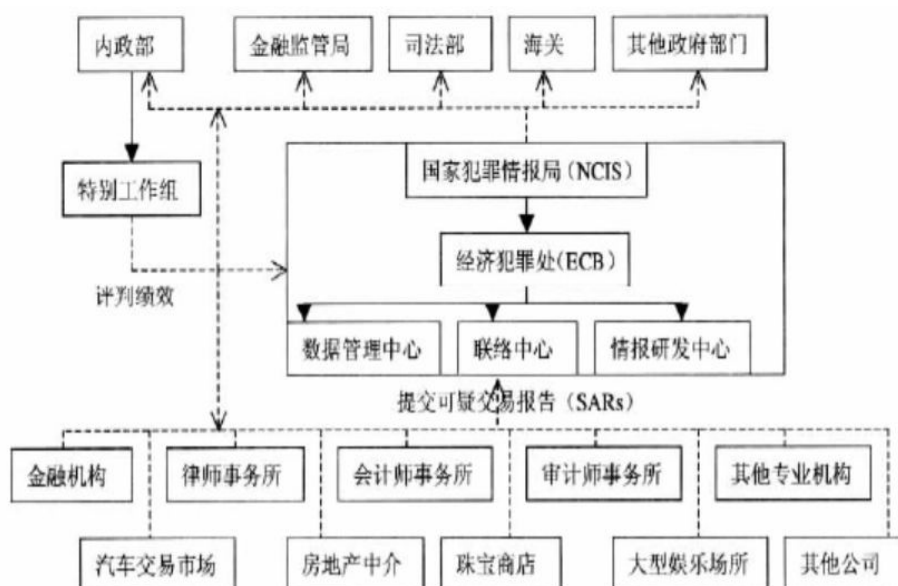 内政部
金融监管局
司法部
海关
其他政府部门
国家犯罪情报局(NCIS)
特别工作组
经济犯罪处(ECB)
评判绩效
数据管理中心
联络中心
情报研发中心
提交可疑交易报告（SARs）
金融机构
律师事务所
会计师事务所
审计师事务所
其他专业机构
汽车交易市场
房地产中介
珠宝商店
大型娱乐场所
其他公司